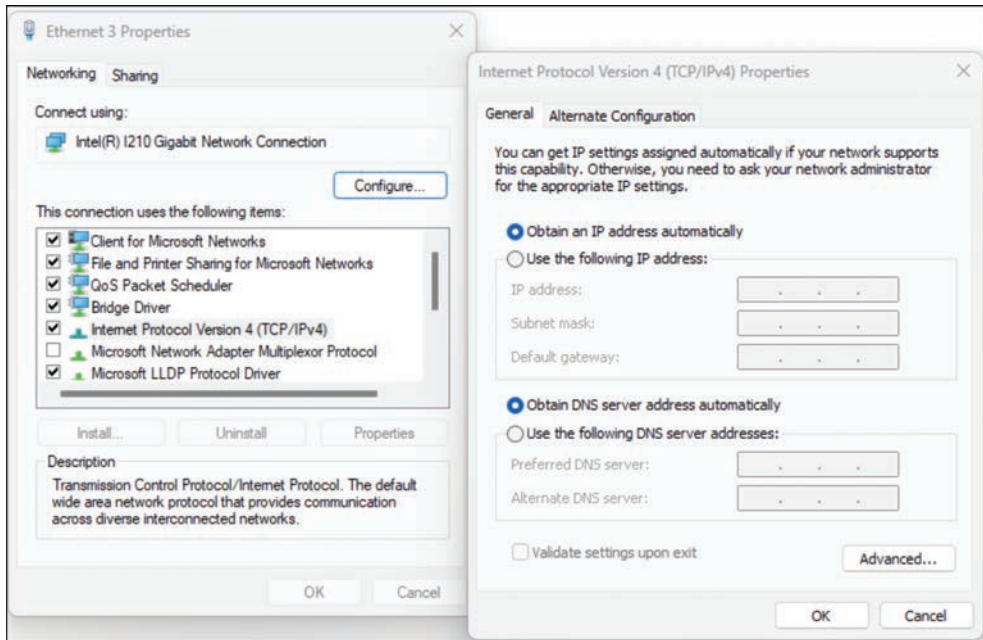 Ethernet 3 Properties
Networking
Sharing
Connect using:
Intel(R) I210 Gigabit Network Connection
Configure...
This connection uses the following items:
Client for Microsoft Networks
File and Printer Sharing for Microsoft Networks
QoS Packet Scheduler
Bridge Driver
Internet Protocol Version 4 (TCP/IPv4)
Microsoft Network Adapter Multiplexor Protocol
Microsoft LLDP Protocol Driver
Install...
Uninstall
Properties
Description
Transmission Control Protocol/Internet Protocol. The default
wide area network protocol that provides communication
across diverse interconnected networks.
OK
Cancel
Internet Protocol Version 4 (TCP/IPv4) Properties
General
Alternate Configuration
You can get IP settings assigned automatically if your network supports
this capability. Otherwise, you need to ask your network administrator
for the appropriate IP settings.
Obtain an IP address automatically
Use the following IP address:
IP address:
. . .
Subnet mask:
. . .
Default gateway:
. . .
Obtain DNS server address automatically
Use the following DNS server addresses:
Preferred DNS server:
. . .
Alternate DNS server:
. . .
Validate settings upon exit
Advanced...
OK
Cancel